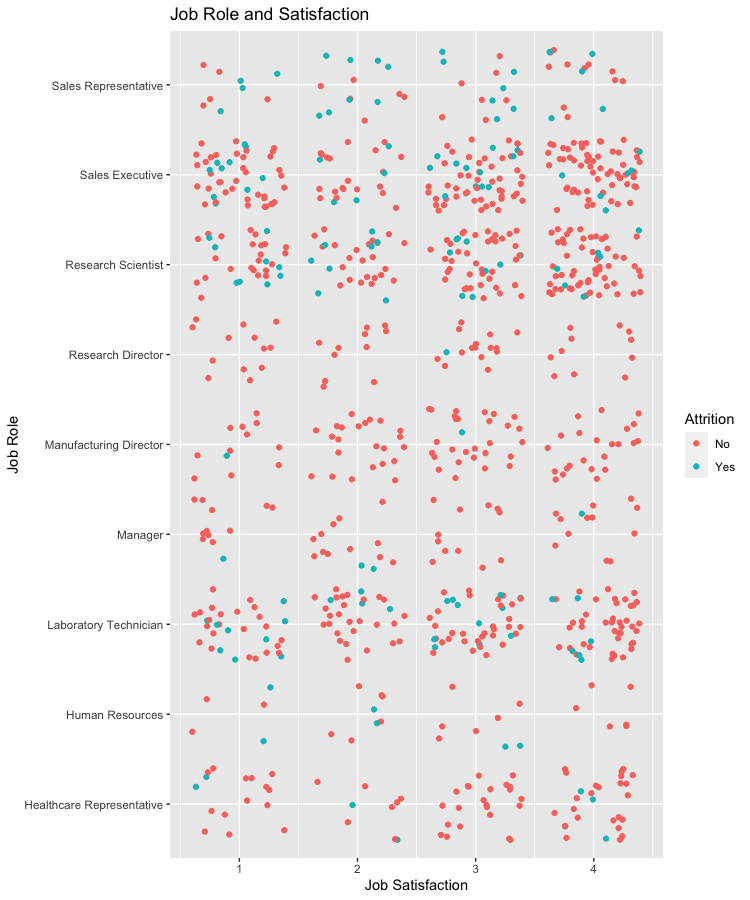 Job Role and Satisfaction
Job Role
Sales Representative
Sales Executive
Research Scientist
Research Director
Manufacturing Director
Manager
Laboratory Technician
Human Resources
Healthcare Representative
1 2 3 4
Job Satisfaction
Attrition
No
Yes